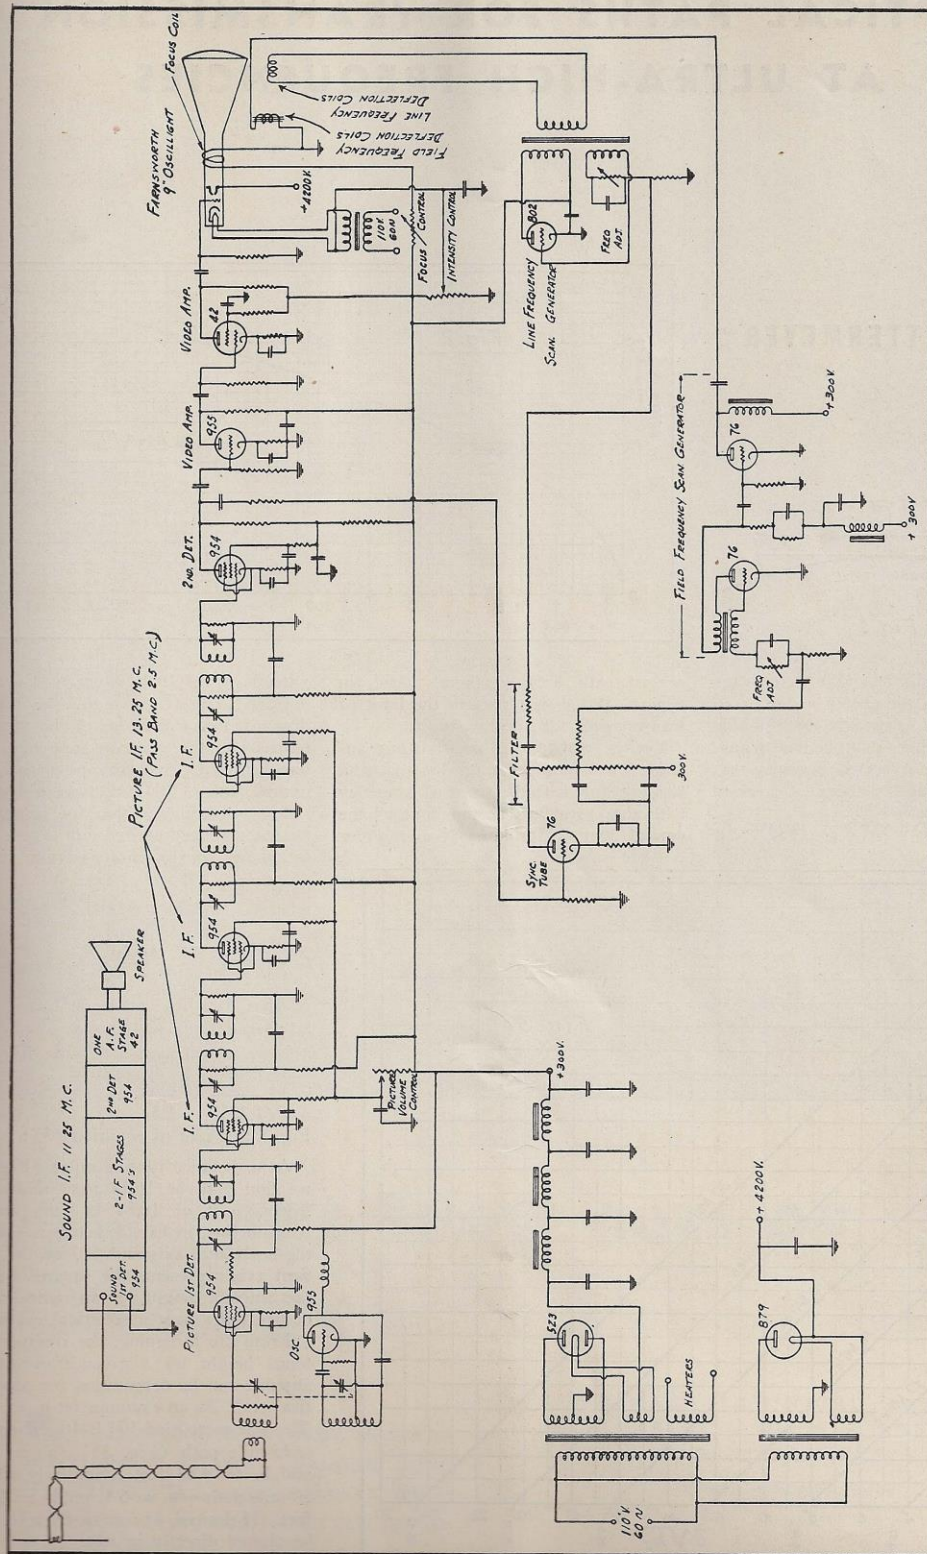 SOUND I.F. 11 25 M.C.
SOUND
1ST DET.
954
2-I F STAGES
954'S
2ND DET
954
ONE
A.F.
STAGE
42
SPEAKER
PICTURE I.F. 13.25 M.C.
(PASS BAND 2.5 M.C.)
PICTURE 1ST DET.
954
I.F.
954
I.F.
954
I.F.
954
2ND. DET.
954
VIDEO AMP.
955
VIDEO AMP.
42
FARNSWORTH
9" OSCILLIGHT
FOCUS COIL
+4200V.
110V
60~
FOCUS CONTROL
INTENSITY CONTROL
FIELD FREQUENCY
DEFLECTION COILS
LINE FREQUENCY
DEFLECTION COILS
OSC
955
PICTURE
VOLUME
CONTROL
LINE FREQUENCY
SCAN GENERATOR
802
FREQ
ADJ
SYNC.
TUBE
76
FILTER
300V.
FIELD FREQUENCY SCAN GENERATOR
FREQ
ADJ
76
76
+300V.
+300V
+300V.
5Z3
HEATERS
110V.
60~
879
+4200V.